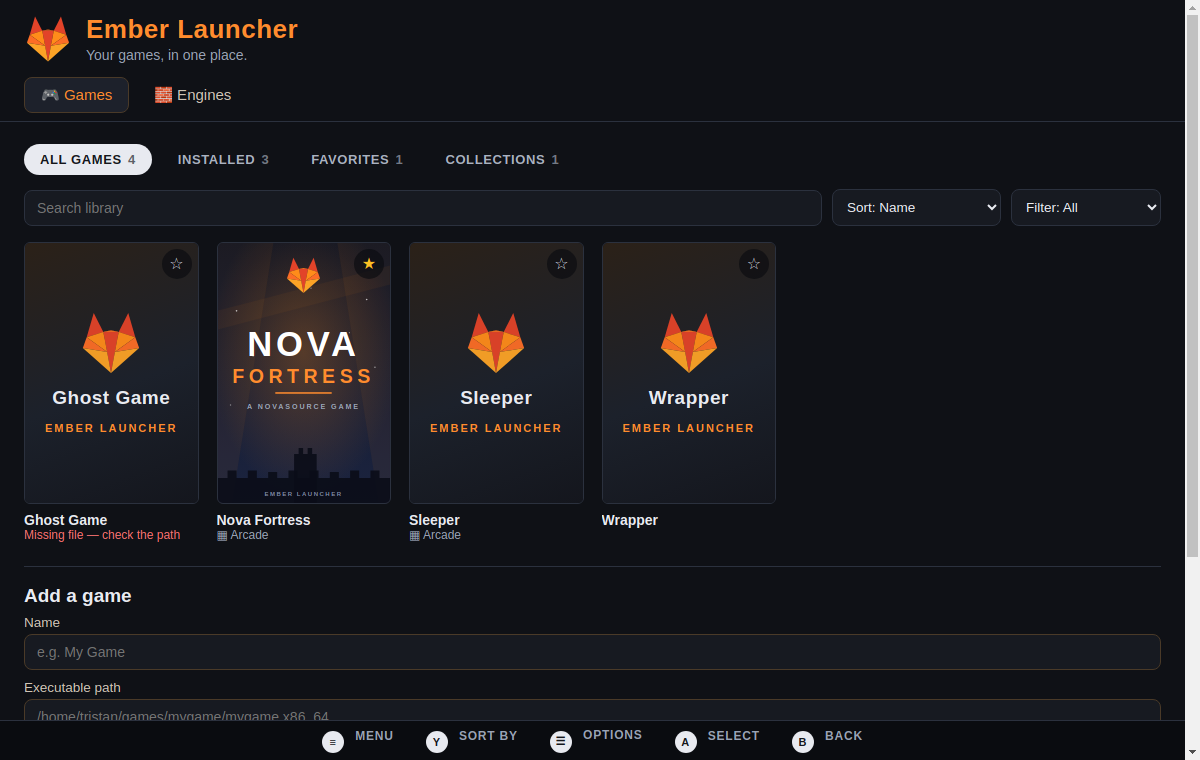 Ember Launcher
Your games, in one place.
🎮 Games 🧱 Engines
ALL GAMES 4 INSTALLED 3 FAVORITES 1 COLLECTIONS 1
Search library Sort: Name Filter: All
☆ ★ ☆ ☆
NOVA
FORTRESS
A NOVASOURCE GAME
EMBER LAUNCHER
Ghost Game Sleeper Wrapper
EMBER LAUNCHER EMBER LAUNCHER EMBER LAUNCHER
Ghost Game Nova Fortress Sleeper Wrapper
Missing file — check the path ▦ Arcade ▦ Arcade
Add a game
Name
e.g. My Game
Executable path
/home/tristan/games/mygame/mygame.x86_64
≡ MENU Y SORT BY ☰ OPTIONS A SELECT B BACK